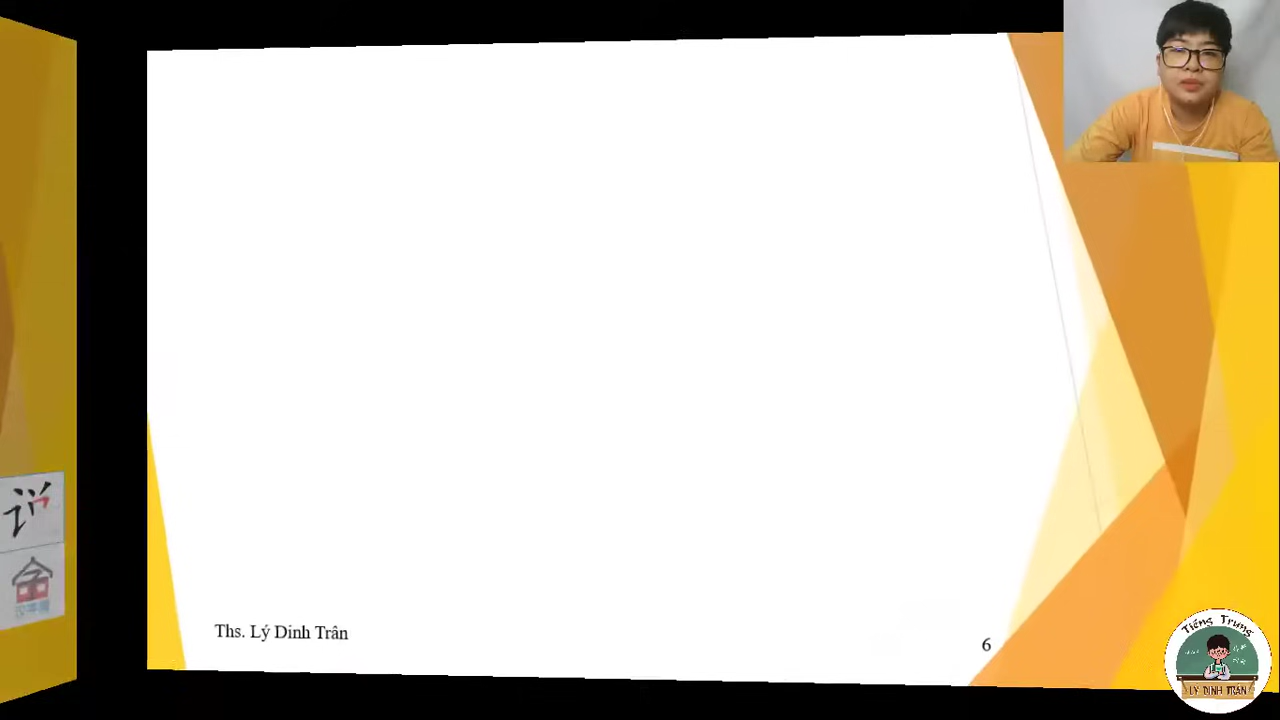 Ths. Lý Dinh Trân
6
Tiếng Trung
LÝ DINH TRÂN